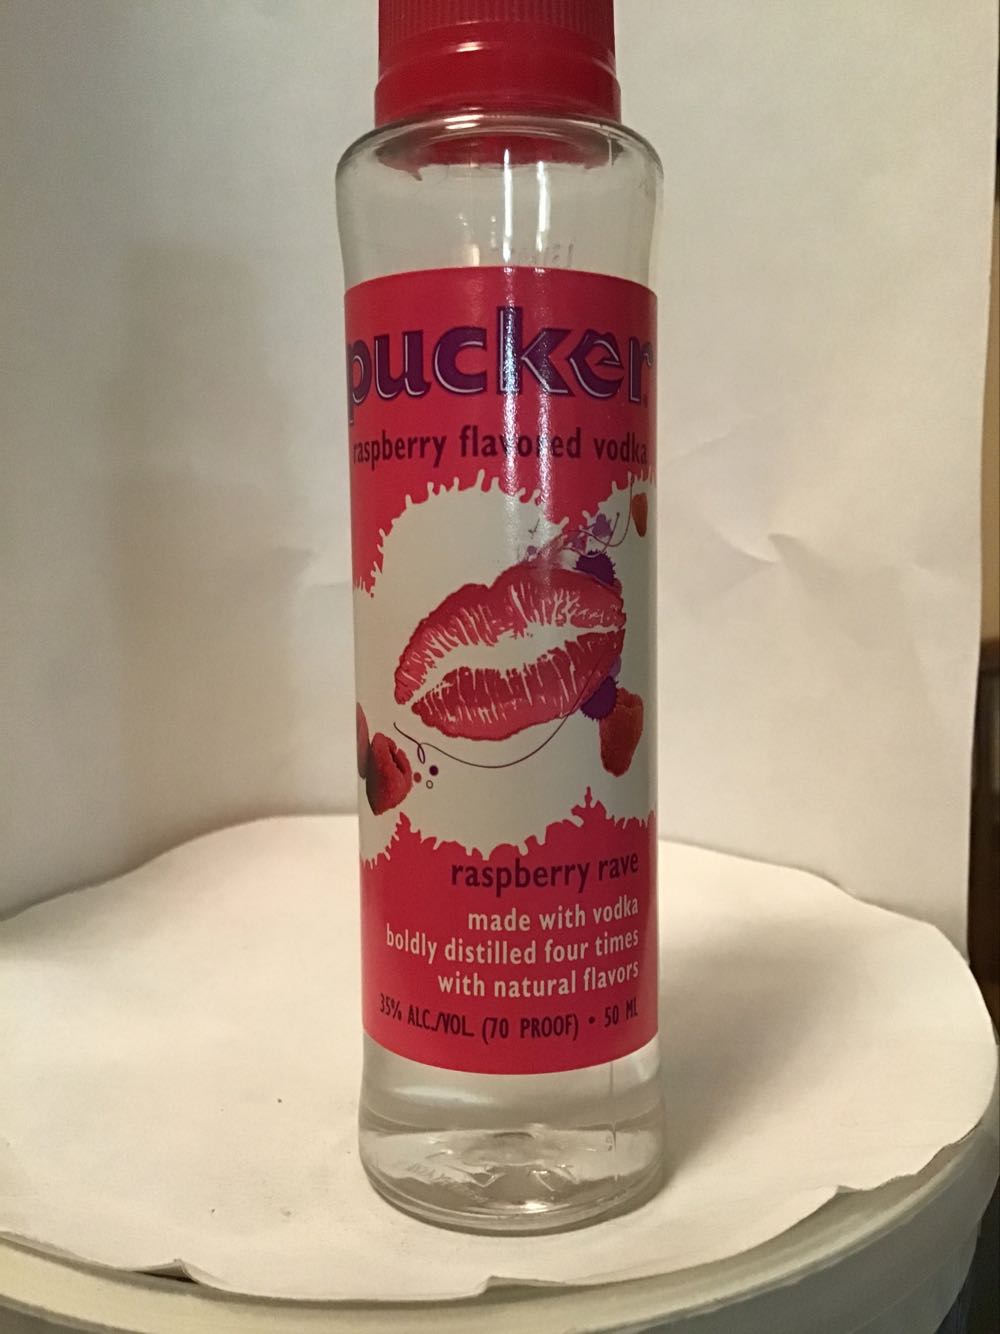 pucker
raspberry flavored vodka
raspberry rave
made with vodka
boldly distilled four times
with natural flavors
35% ALC./VOL. (70 PROOF) • 50 ML